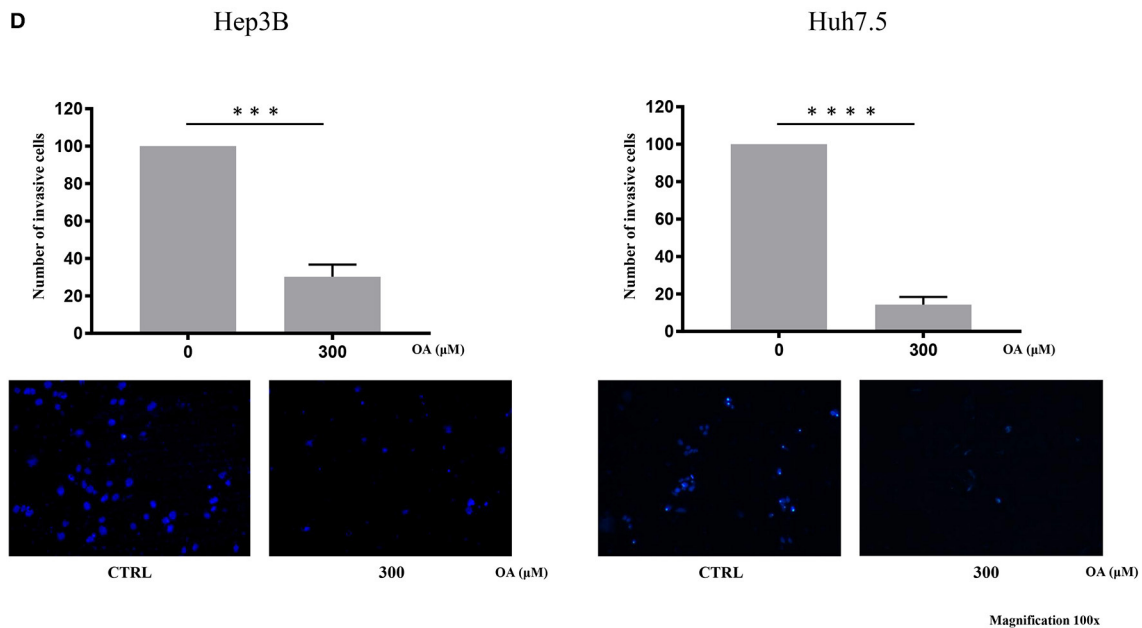 D
Hep3B
Huh7.5
120
100
80
60
40
20
0
Number of invasive cells
* * *
0
300
OA (µM)
120
100
80
60
40
20
0
Number of invasive cells
* * * *
0
300
OA (µM)
CTRL
300
OA (µM)
CTRL
300
OA (µM)
Magnification 100x